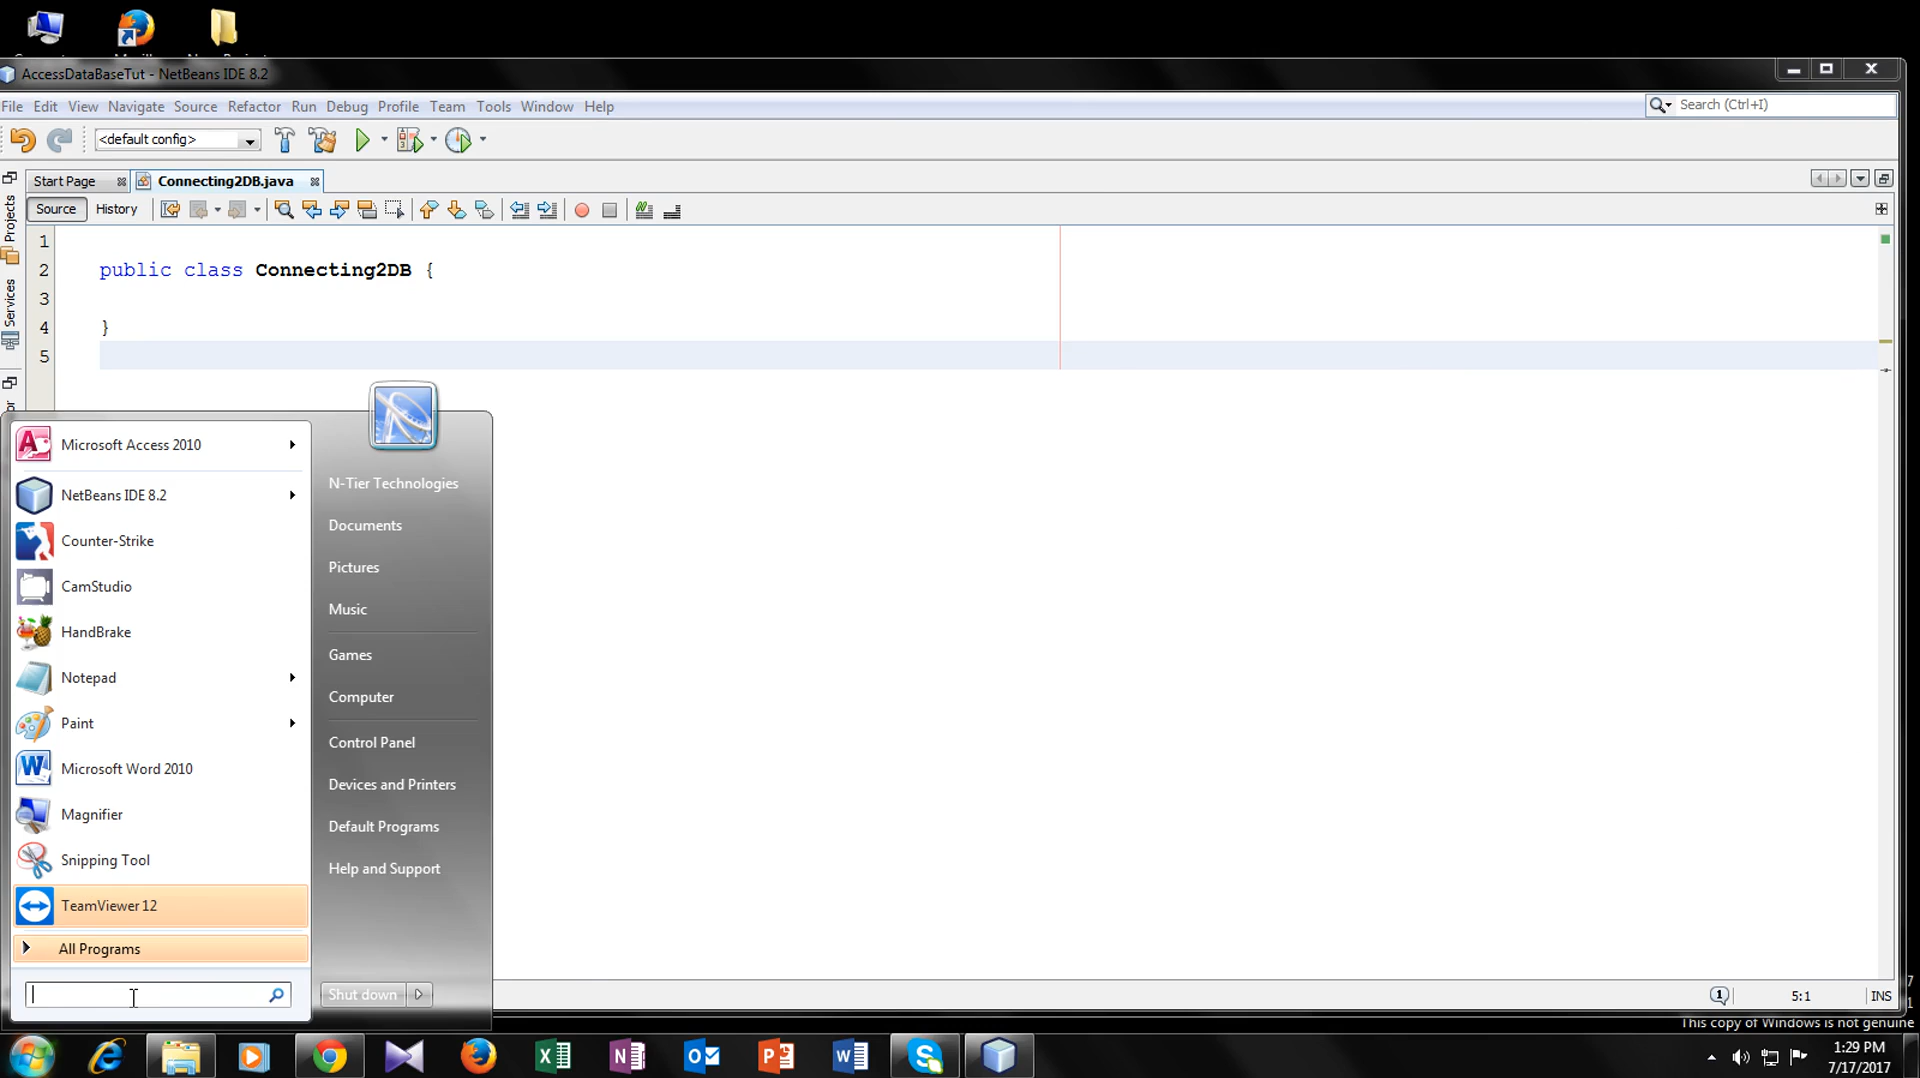 AccessDataBaseTut - NetBeans IDE 8.2
File Edit View Navigate Source Refactor Run Debug Profile Team Tools Window Help
Search (Ctrl+I)
<default config>
Start Page
Connecting2DB.java
Source
History
Projects
Services
1
2 public class Connecting2DB {
3
4 }
5
Microsoft Access 2010
NetBeans IDE 8.2
Counter-Strike
CamStudio
HandBrake
Notepad
Paint
Microsoft Word 2010
Magnifier
Snipping Tool
TeamViewer 12
All Programs
N-Tier Technologies
Documents
Pictures
Music
Games
Computer
Control Panel
Devices and Printers
Default Programs
Help and Support
Shut down
5:1
INS
This copy of Windows is not genuine
1:29 PM
7/17/2017